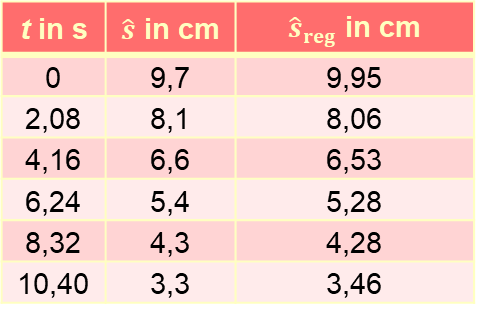 t in s ŝ in cm ŝreg in cm
0 9,7 9,95
2,08 8,1 8,06
4,16 6,6 6,53
6,24 5,4 5,28
8,32 4,3 4,28
10,40 3,3 3,46